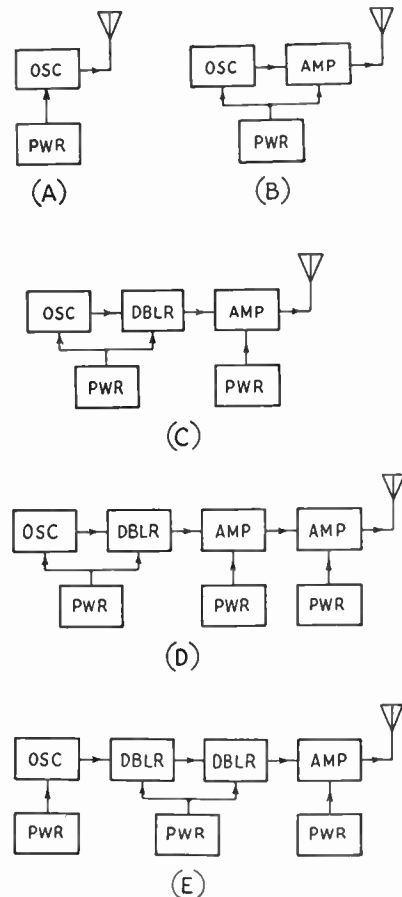 OSC
PWR
(A)
OSC AMP
PWR
(B)
OSC DBLR AMP
PWR PWR
(C)
OSC DBLR AMP AMP
PWR PWR PWR
(D)
OSC DBLR DBLR AMP
PWR PWR PWR
(E)